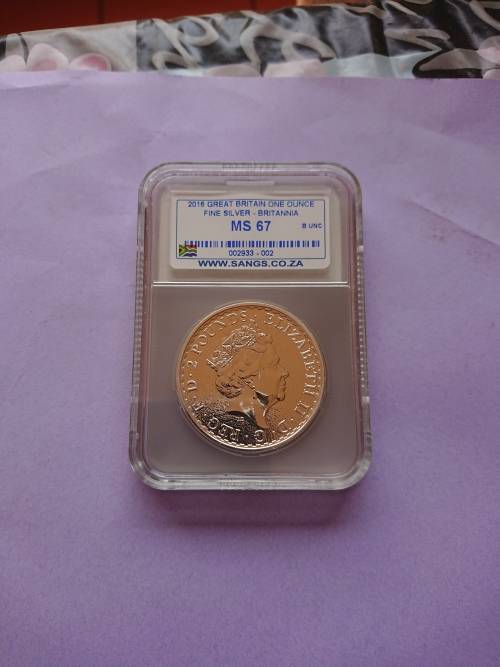 2016 GREAT BRITAIN ONE OUNCE
FINE SILVER - BRITANNIA
MS 67
B UNC
002933 - 002
WWW.SANGS.CO.ZA
ELIZABETH II · D · G · REG · F · D · 2 POUNDS ·